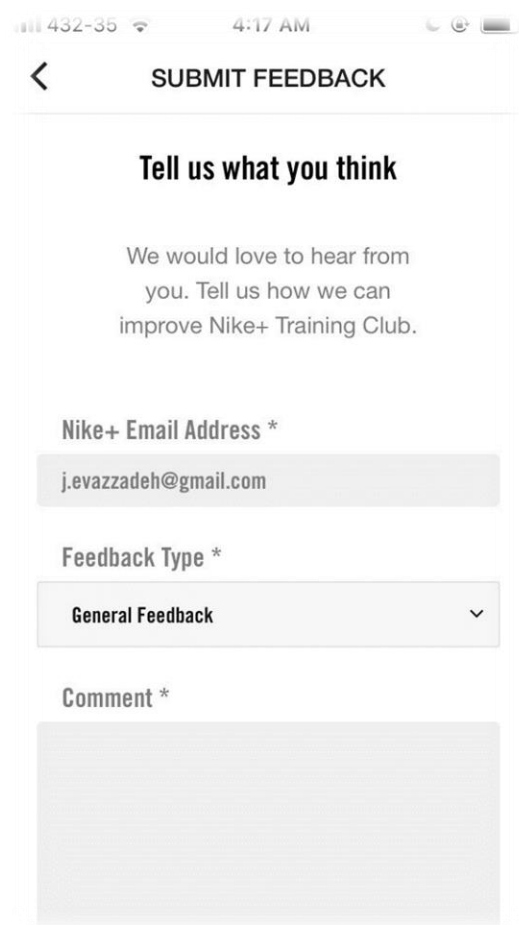 432-35 4:17 AM
SUBMIT FEEDBACK
Tell us what you think
We would love to hear from
you. Tell us how we can
improve Nike+ Training Club.
Nike+ Email Address *
j.evazzadeh@gmail.com
Feedback Type *
General Feedback
Comment *